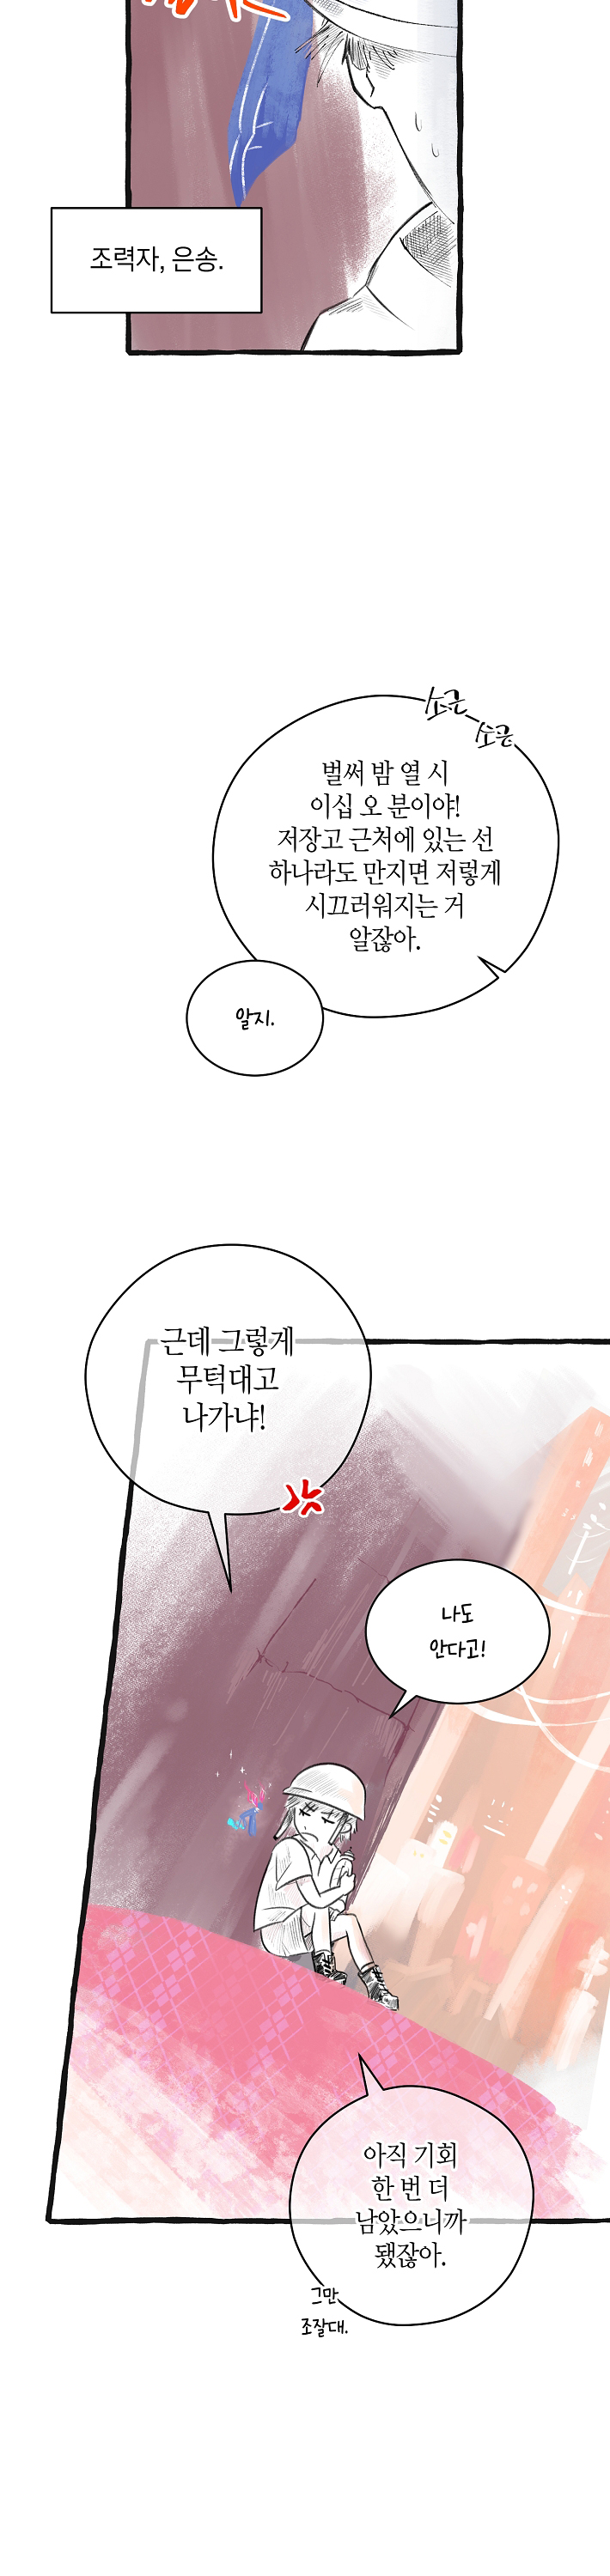 조력자, 은송.
소근
소근
벌써 밤 열 시
이십 오 분이야!
저장고 근처에 있는 선
하나라도 만지면 저렇게
시끄러워지는 거
알잖아.
알지.
근데 그렇게
무턱대고
나가냐!
나도
안다고!
아직 기회
한 번 더
남았으니까
됐잖아.
그만
조잘대.